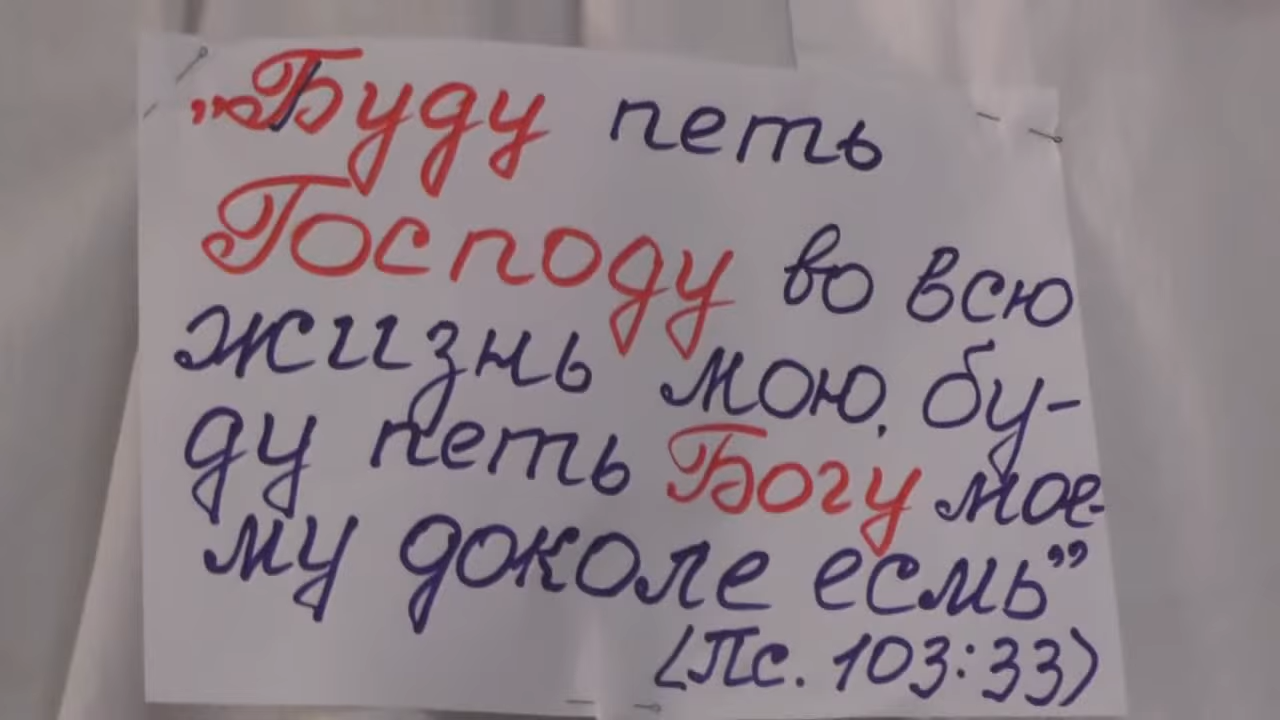 „Буду петь
Господу во всю
жизнь мою, бу-
ду петь Богу мое-
му доколе есмь”
(Пс. 103:33)